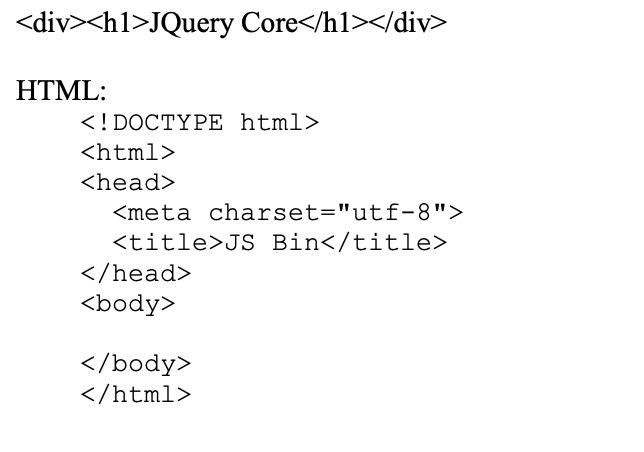 <div><h1>JQuery Core</h1></div>
HTML:
<!DOCTYPE html>
<html>
<head>
<meta charset="utf-8">
<title>JS Bin</title>
</head>
<body>
</body>
</html>